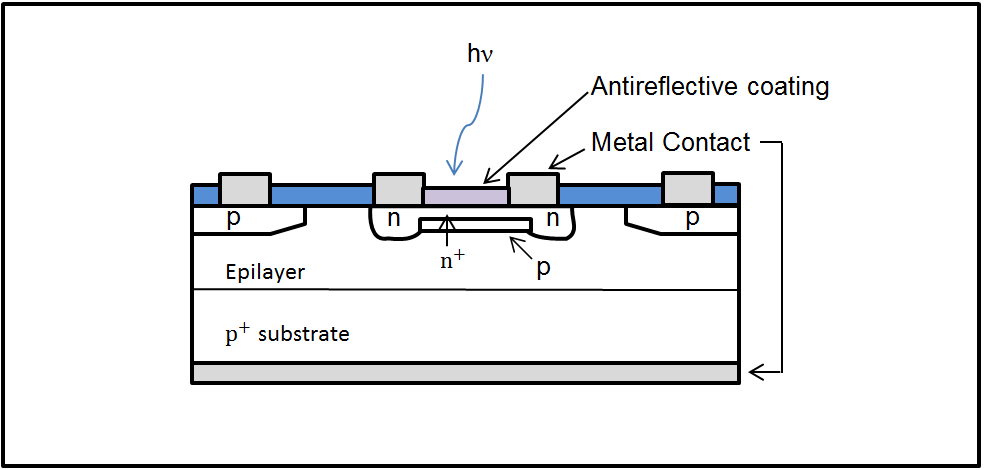 hν
Antireflective coating
Metal Contact
p
n
n
p
n⁺
p
Epilayer
p⁺ substrate